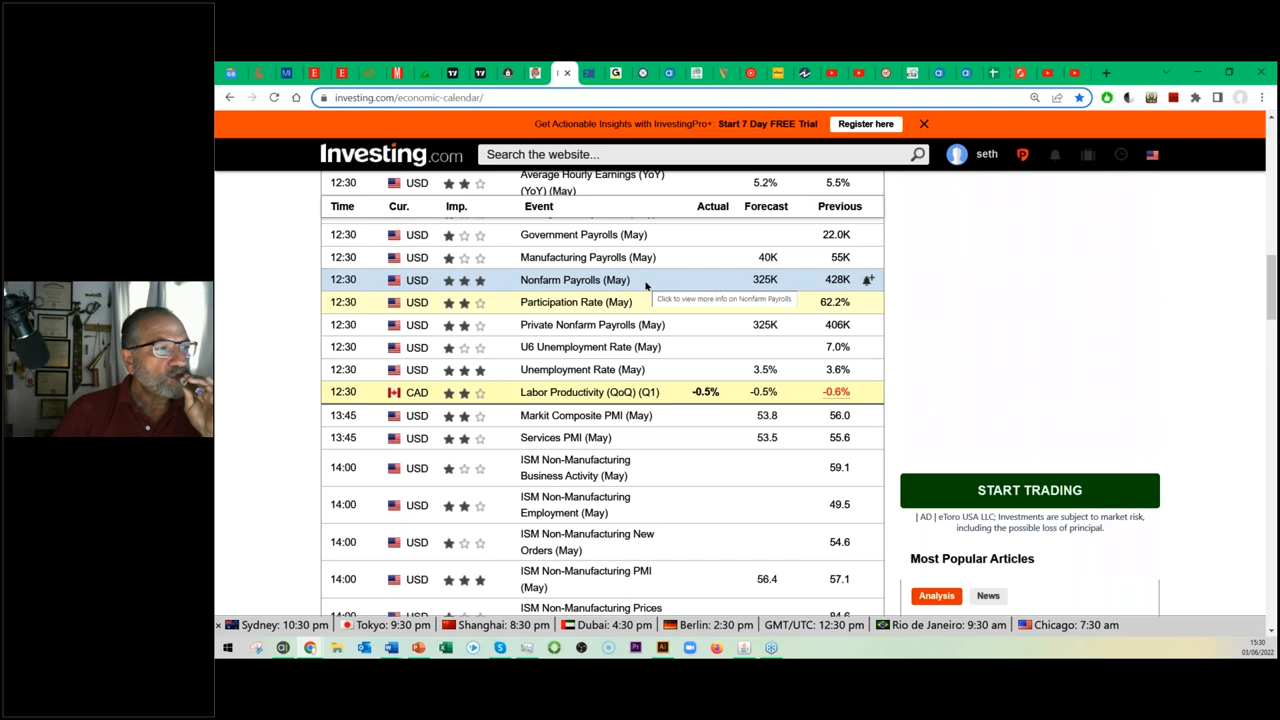 investing.com/economic-calendar/
Get Actionable Insights with InvestingPro+ Start 7 Day FREE Trial Register here
Investing.com Search the website... seth
12:30 USD Average Hourly Earnings (YoY) 5.2% 5.5%
(YoY) (May)
Time Cur. Imp. Event Actual Forecast Previous
12:30 USD Government Payrolls (May) 22.0K
12:30 USD Manufacturing Payrolls (May) 40K 55K
12:30 USD Nonfarm Payrolls (May) 325K 428K
Click to view more info on Nonfarm Payrolls
12:30 USD Participation Rate (May) 62.2%
12:30 USD Private Nonfarm Payrolls (May) 325K 406K
12:30 USD U6 Unemployment Rate (May) 7.0%
12:30 USD Unemployment Rate (May) 3.5% 3.6%
12:30 CAD Labor Productivity (QoQ) (Q1) -0.5% -0.5% -0.6%
13:45 USD Markit Composite PMI (May) 53.8 56.0
13:45 USD Services PMI (May) 53.5 55.6
14:00 USD ISM Non-Manufacturing 59.1
Business Activity (May)
14:00 USD ISM Non-Manufacturing 49.5
Employment (May)
14:00 USD ISM Non-Manufacturing New 54.6
Orders (May)
14:00 USD ISM Non-Manufacturing PMI 56.4 57.1
(May)
14:00 USD ISM Non-Manufacturing Prices 84.6
START TRADING
| AD | eToro USA LLC; Investments are subject to market risk,
including the possible loss of principal.
Most Popular Articles
Analysis News
× Sydney: 10:30 pm Tokyo: 9:30 pm Shanghai: 8:30 pm Dubai: 4:30 pm Berlin: 2:30 pm GMT/UTC: 12:30 pm Rio de Janeiro: 9:30 am Chicago: 7:30 am
15:30
03/06/2022